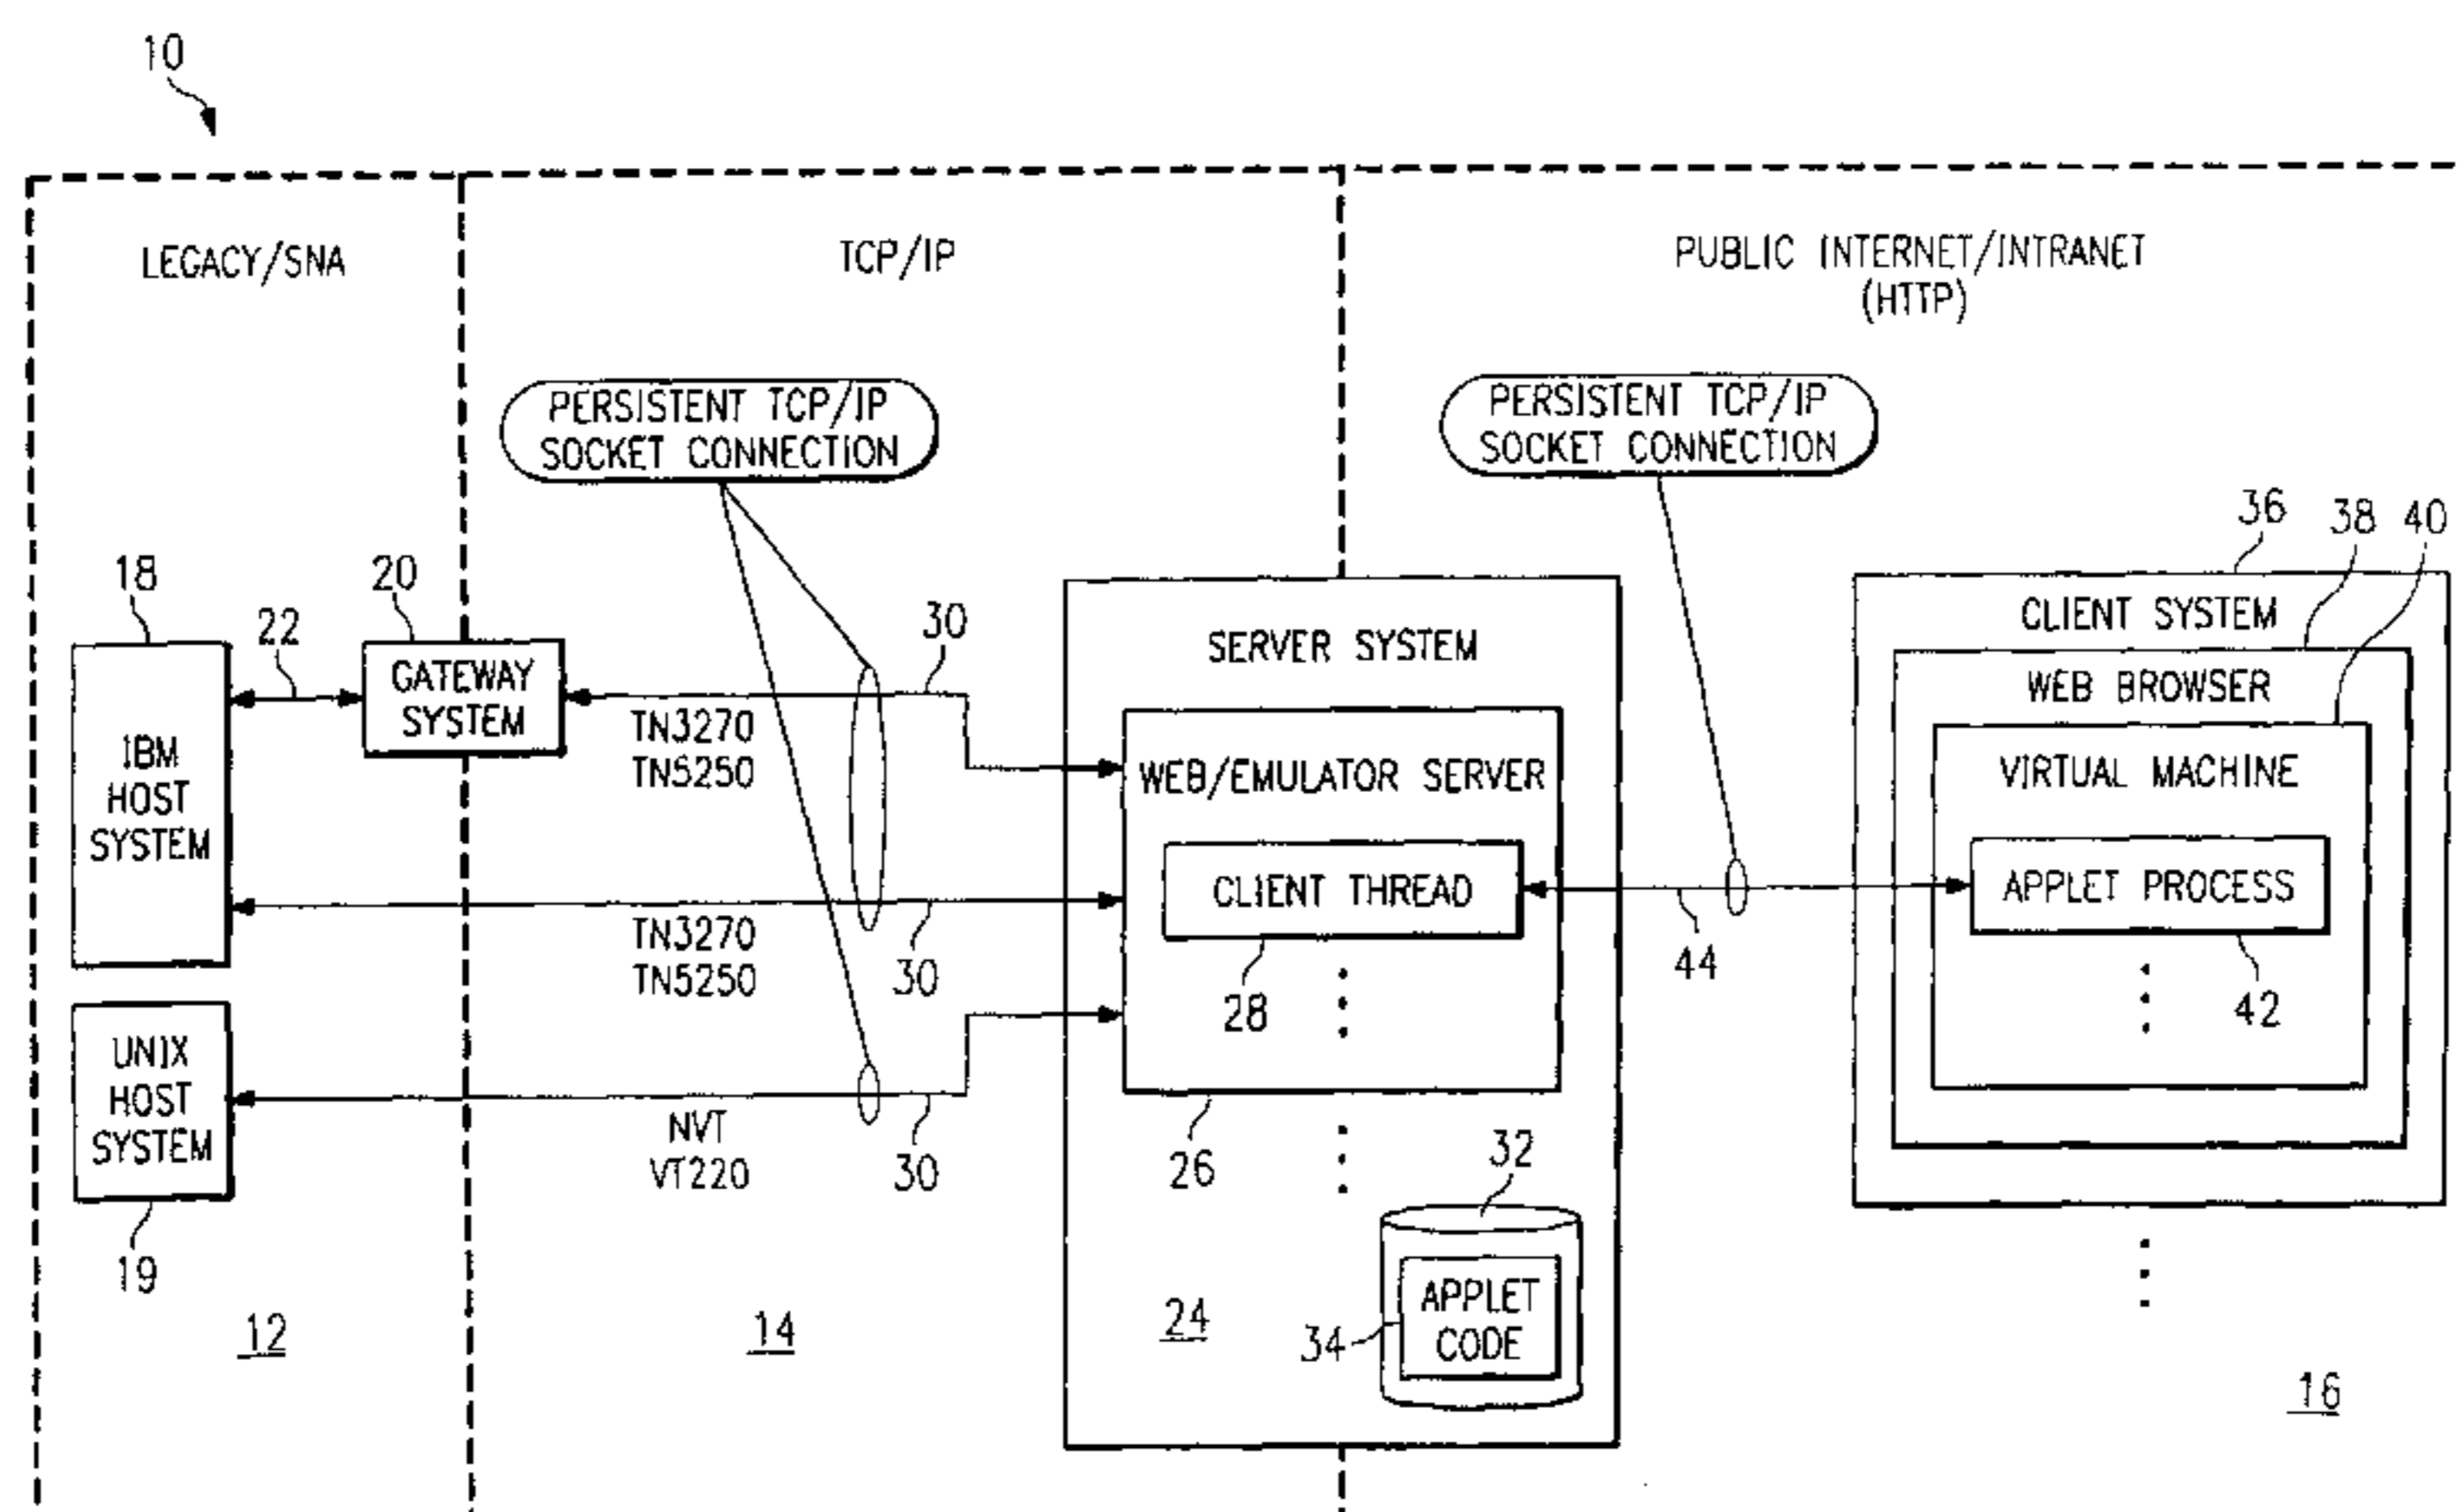 10
LEGACY/SNA
TCP/IP
PUBLIC INTERNET/INTRANET
(HTTP)
PERSISTENT TCP/IP
SOCKET CONNECTION
PERSISTENT TCP/IP
SOCKET CONNECTION
18
22
20
30
36
38
40
IBM
HOST
SYSTEM
GATEWAY
SYSTEM
TN3270
TN5250
TN3270
TN5250
30
UNIX
HOST
SYSTEM
19
NVT
VT220
30
SERVER SYSTEM
WEB/EMULATOR SERVER
CLIENT THREAD
28
26
32
APPLET
CODE
34
24
44
CLIENT SYSTEM
WEB BROWSER
VIRTUAL MACHINE
APPLET PROCESS
42
12
14
16